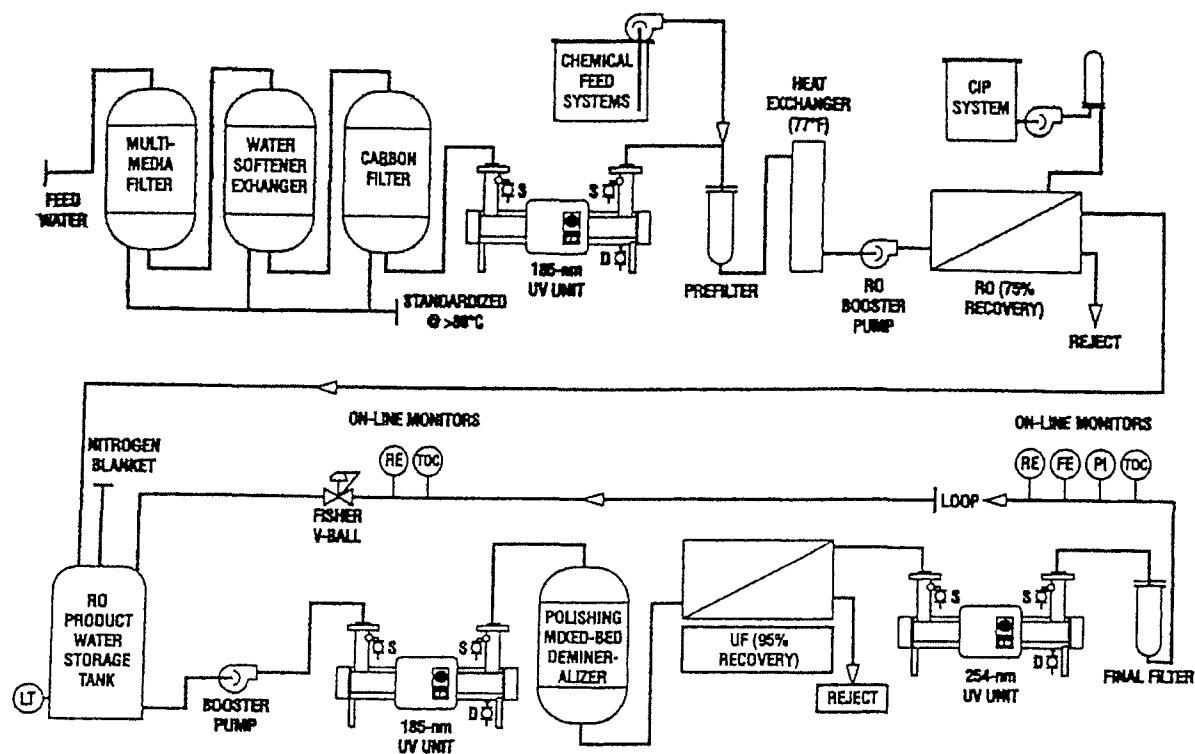 CHEMICAL
FEED
SYSTEMS
HEAT
EXCHANGER
(77°F)
CIP
SYSTEM
MULTI-
MEDIA
FILTER
WATER
SOFTENER
EXHANGER
CARBON
FILTER
FEED
WATER
S
S
D
185-nm
UV UNIT
PREFILTER
RO
BOOSTER
PUMP
RO (75%
RECOVERY)
REJECT
STANDARDIZED
@ >80°C
ON-LINE MONITORS
ON-LINE MONITORS
NITROGEN
BLANKET
RE
TOC
RE
FE
PI
TOC
FISHER
V-BALL
LOOP
RO
PRODUCT
WATER
STORAGE
TANK
LT
BOOSTER
PUMP
S
S
D
185-nm
UV UNIT
POLISHING
MIXED-BED
DEMINER-
ALIZER
UF (95%
RECOVERY)
REJECT
S
S
D
254-nm
UV UNIT
FINAL FILTER